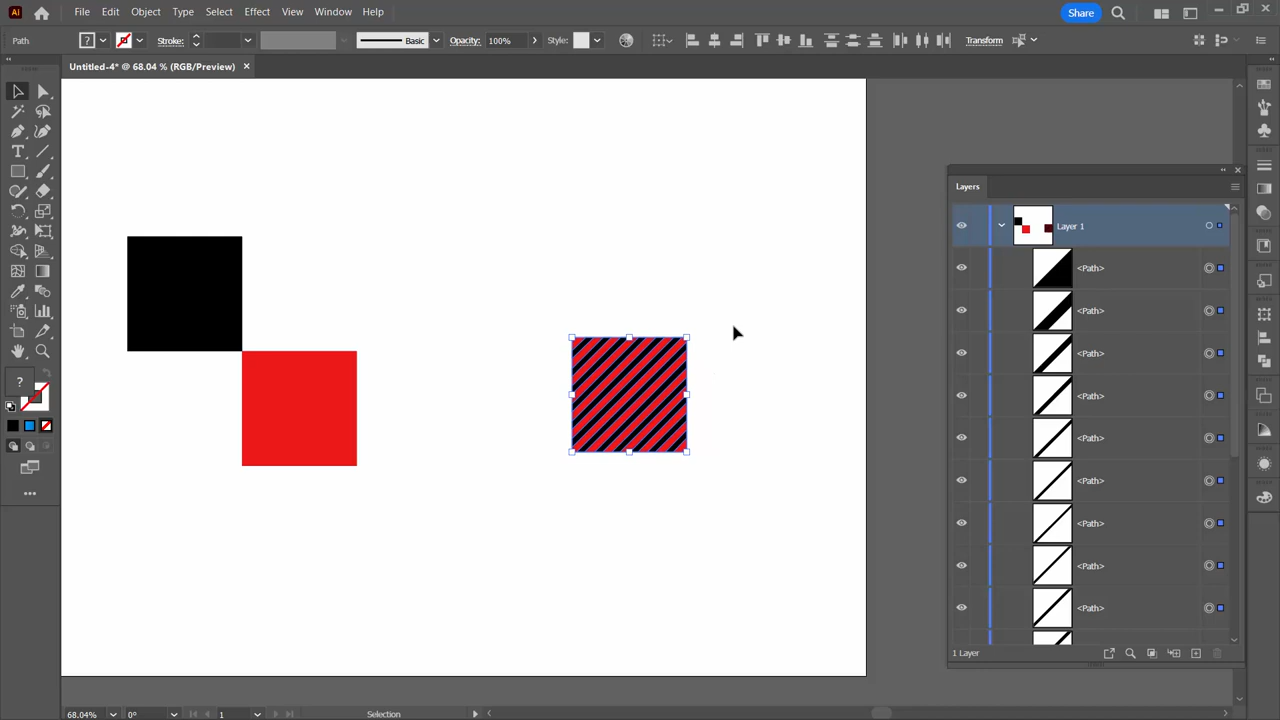 Ai File Edit Object Type Select Effect View Window Help Share
Path ? Stroke: Basic Opacity: 100% Style: Transform
Untitled-4* @ 68.04 % (RGB/Preview)
Layers
Layer 1
<Path>
<Path>
<Path>
<Path>
<Path>
<Path>
<Path>
<Path>
<Path>
?
1 Layer
68.04% 0° 1 Selection